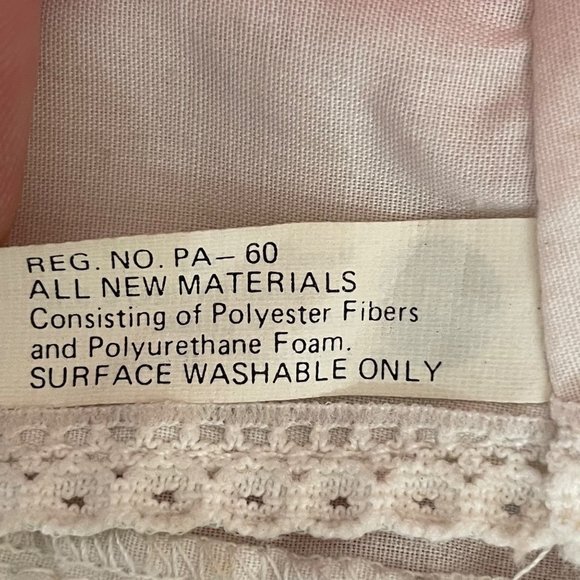 REG. NO. PA-60
ALL NEW MATERIALS
Consisting of Polyester Fibers
and Polyurethane Foam.
SURFACE WASHABLE ONLY